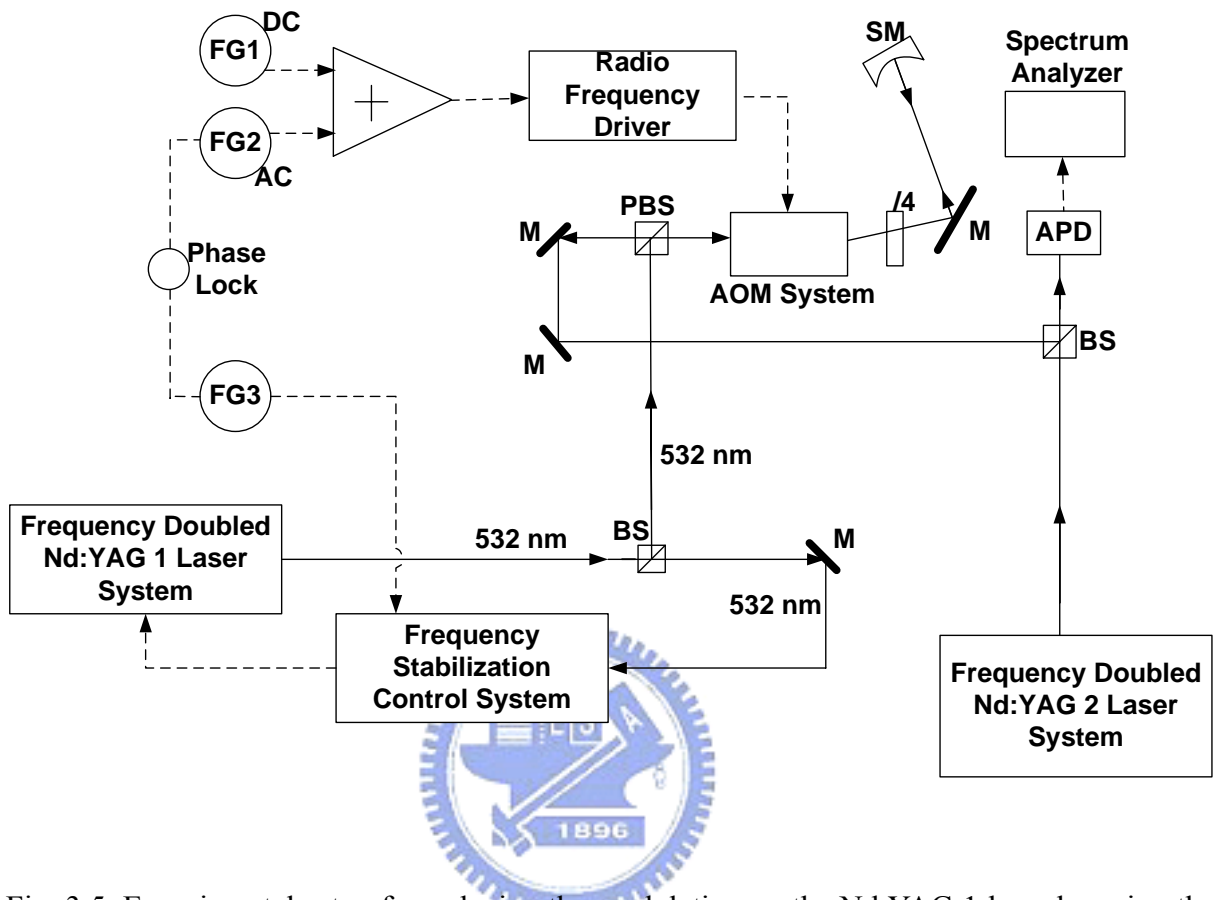 DC
FG1
FG2
AC
Phase
Lock
FG3
Radio
Frequency
Driver
SM
Spectrum
Analyzer
/4
PBS
M
M
APD
AOM System
M
BS
532 nm
BS
M
532 nm
532 nm
Frequency Doubled
Nd:YAG 1 Laser
System
Frequency
Stabilization
Control System
Frequency Doubled
Nd:YAG 2 Laser
System
1896